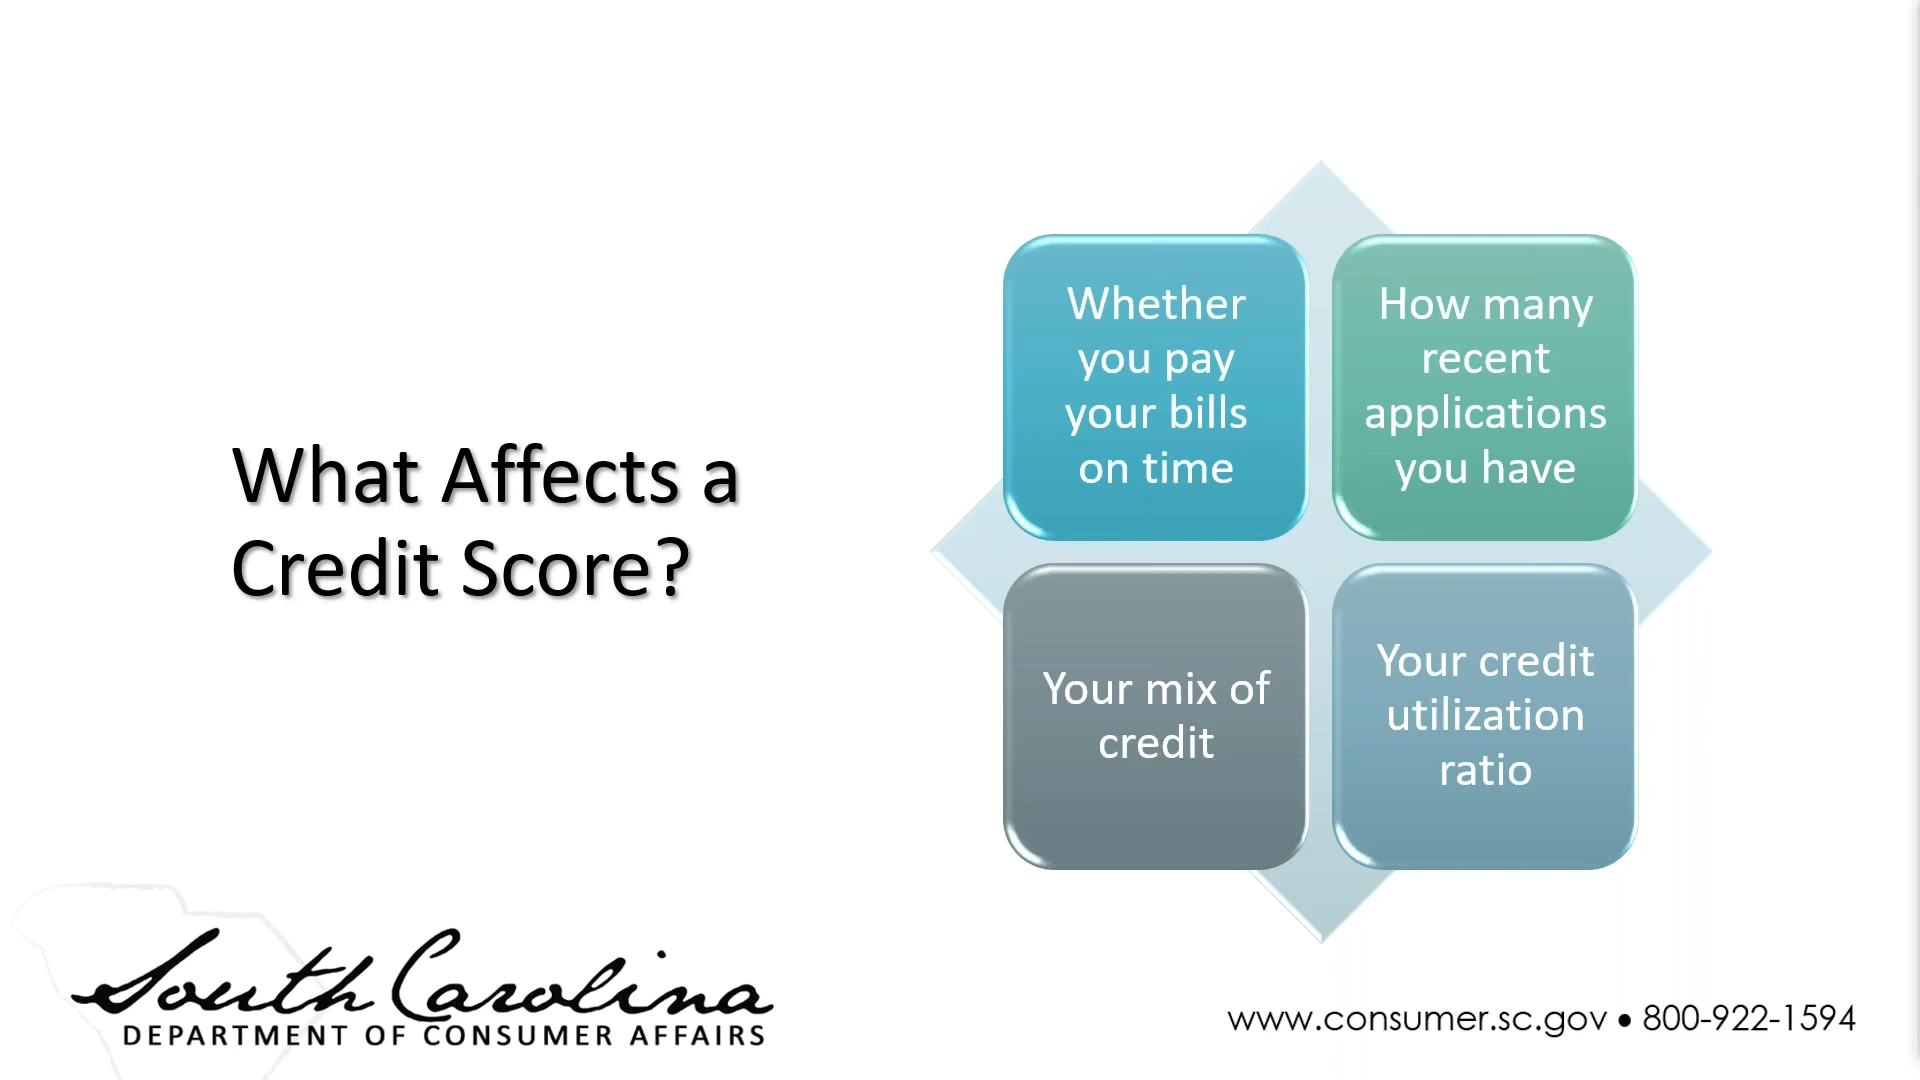 What Affects a
Credit Score?
Whether
you pay
your bills
on time
How many
recent
applications
you have
Your mix of
credit
Your credit
utilization
ratio
South Carolina
DEPARTMENT OF CONSUMER AFFAIRS
www.consumer.sc.gov • 800-922-1594